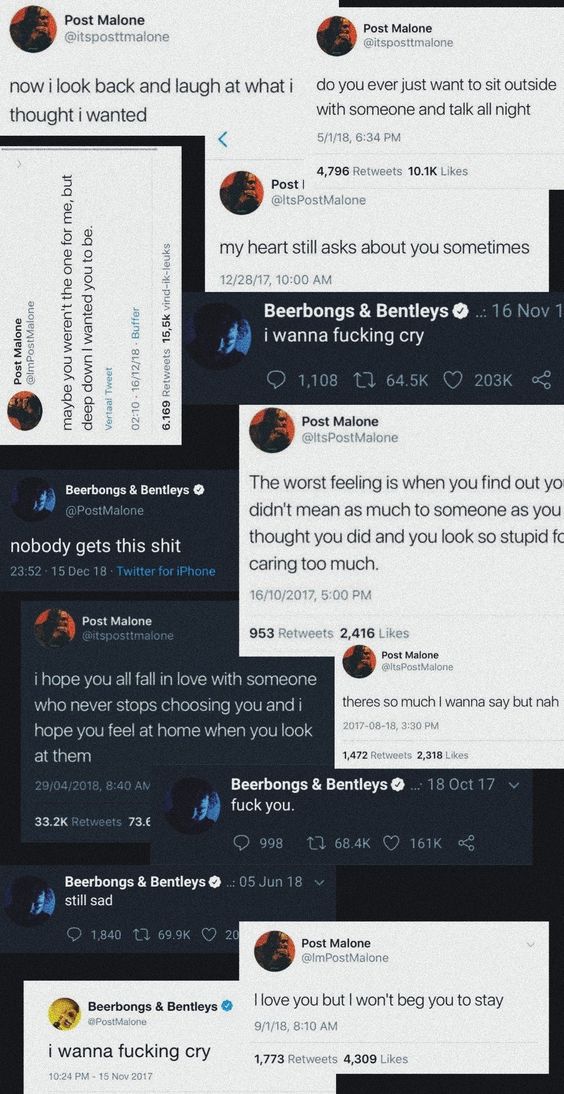 Post Malone
@itsposttmalone
now i look back and laugh at what i
thought i wanted
Post Malone
@itsposttmalone
do you ever just want to sit outside
with someone and talk all night
5/1/18, 6:34 PM
4,796 Retweets 10.1K Likes
Post Malone
@ImPostMalone
maybe you weren't the one for me, but
deep down I wanted you to be.
Vertaal Tweet
02:10 · 16/12/18 · Buffer
6.169 Retweets 15,5k vind-ik-leuks
Post
@ItsPostMalone
my heart still asks about you sometimes
12/28/17, 10:00 AM
Beerbongs & Bentleys ..: 16 Nov 1
i wanna fucking cry
1,108 64.5K 203K
Post Malone
@ItsPostMalone
The worst feeling is when you find out yo
didn't mean as much to someone as you
thought you did and you look so stupid fo
caring too much.
16/10/2017, 5:00 PM
953 Retweets 2,416 Likes
Beerbongs & Bentleys
@PostMalone
nobody gets this shit
23:52 · 15 Dec 18 · Twitter for iPhone
Post Malone
@itsposttmalone
i hope you all fall in love with someone
who never stops choosing you and i
hope you feel at home when you look
at them
29/04/2018, 8:40 AM
33.2K Retweets 73.6
Post Malone
@ItsPostMalone
theres so much I wanna say but nah
2017-08-18, 3:30 PM
1,472 Retweets 2,318 Likes
Beerbongs & Bentleys ..· 18 Oct 17
fuck you.
998 68.4K 161K
Beerbongs & Bentleys ..: 05 Jun 18
still sad
1,840 69.9K 20
Post Malone
@ImPostMalone
I love you but I won't beg you to stay
9/1/18, 8:10 AM
1,773 Retweets 4,309 Likes
Beerbongs & Bentleys
@PostMalone
i wanna fucking cry
10:24 PM - 15 Nov 2017